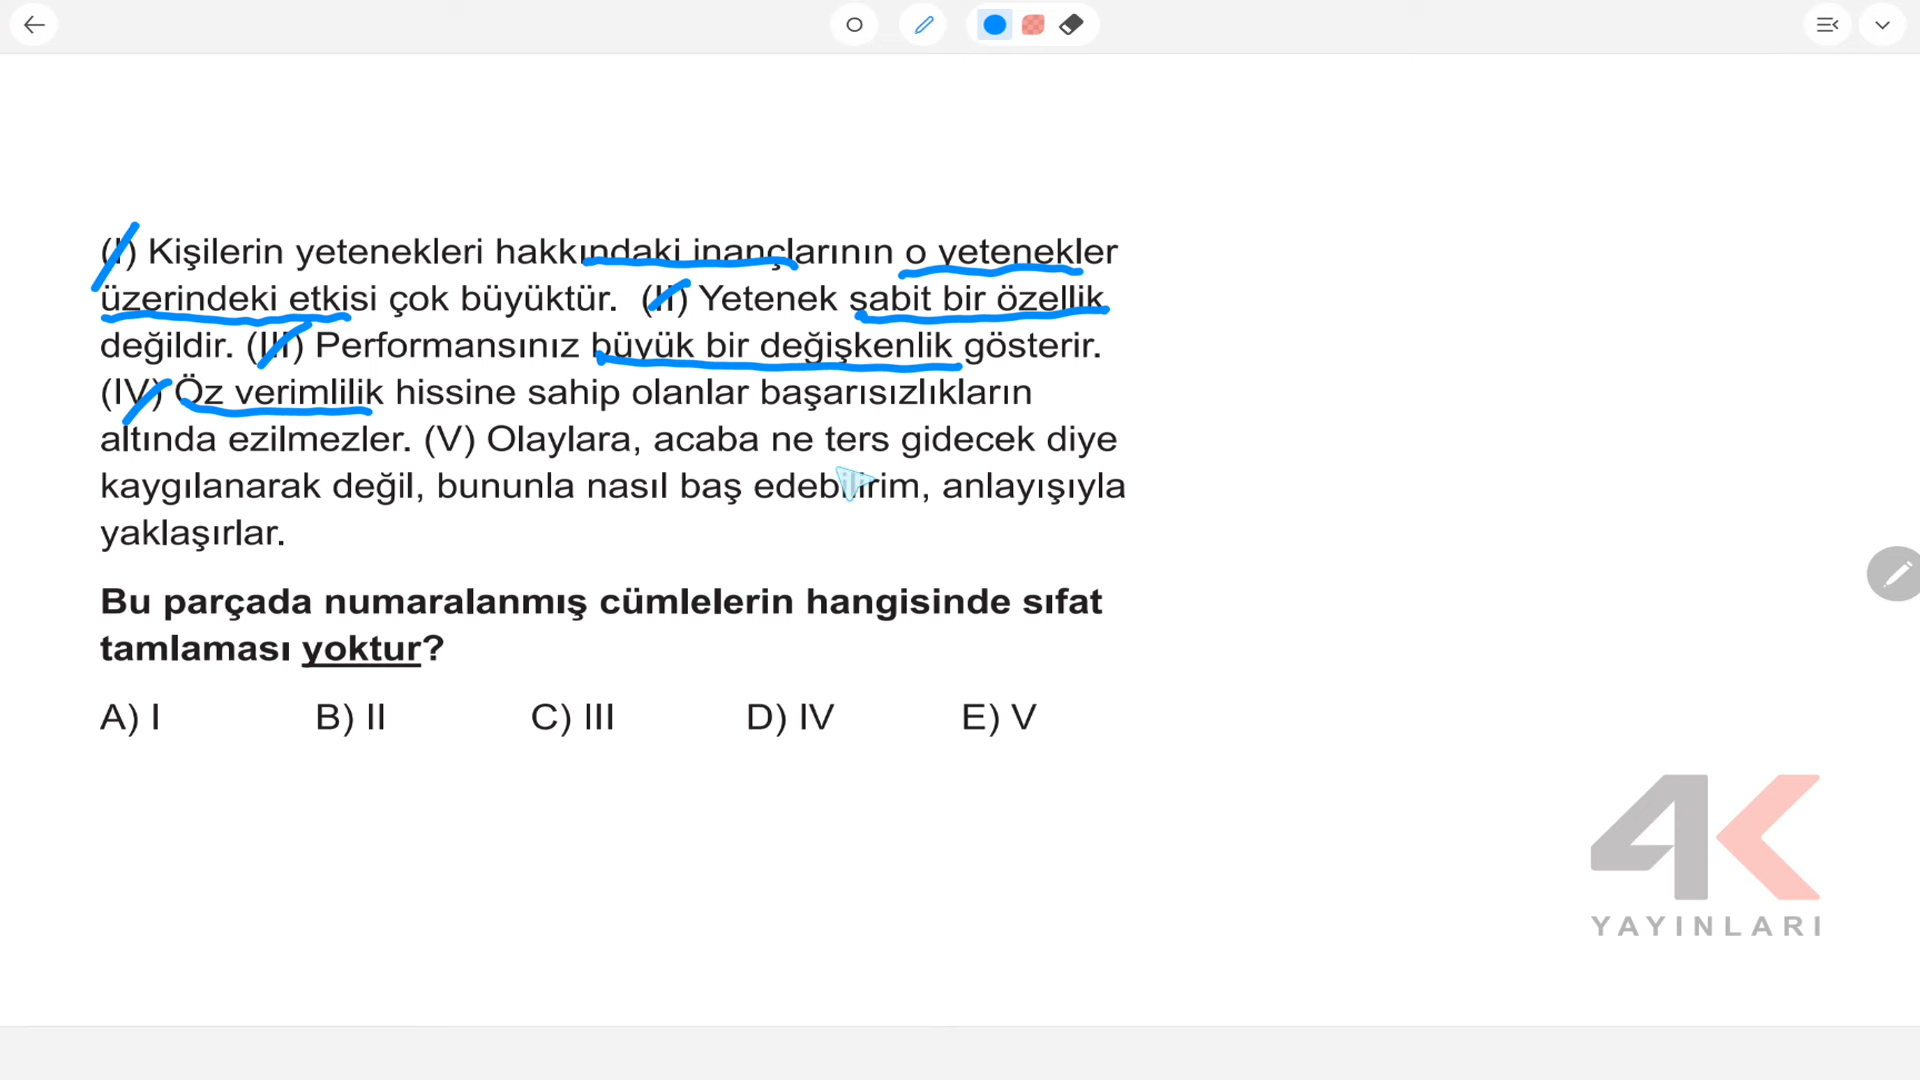 (I) Kişilerin yetenekleri hakkındaki inançlarının o yetenekler
üzerindeki etkisi çok büyüktür. (II) Yetenek sabit bir özellik
değildir. (III) Performansınız büyük bir değişkenlik gösterir.
(IV) Öz verimlilik hissine sahip olanlar başarısızlıkların
altında ezilmezler. (V) Olaylara, acaba ne ters gidecek diye
kaygılanarak değil, bununla nasıl baş edebilirim, anlayışıyla
yaklaşırlar.
Bu parçada numaralanmış cümlelerin hangisinde sıfat
tamlaması yoktur?
A) I B) II C) III D) IV E) V
4K
YAYINLARI